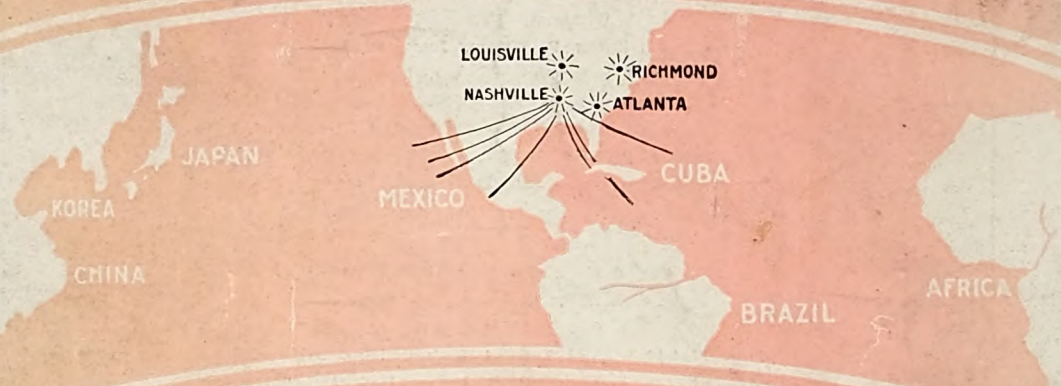 LOUISVILLE
RICHMOND
NASHVILLE
ATLANTA
JAPAN
CUBA
MEXICO
KOREA
CHINA
AFRICA
BRAZIL